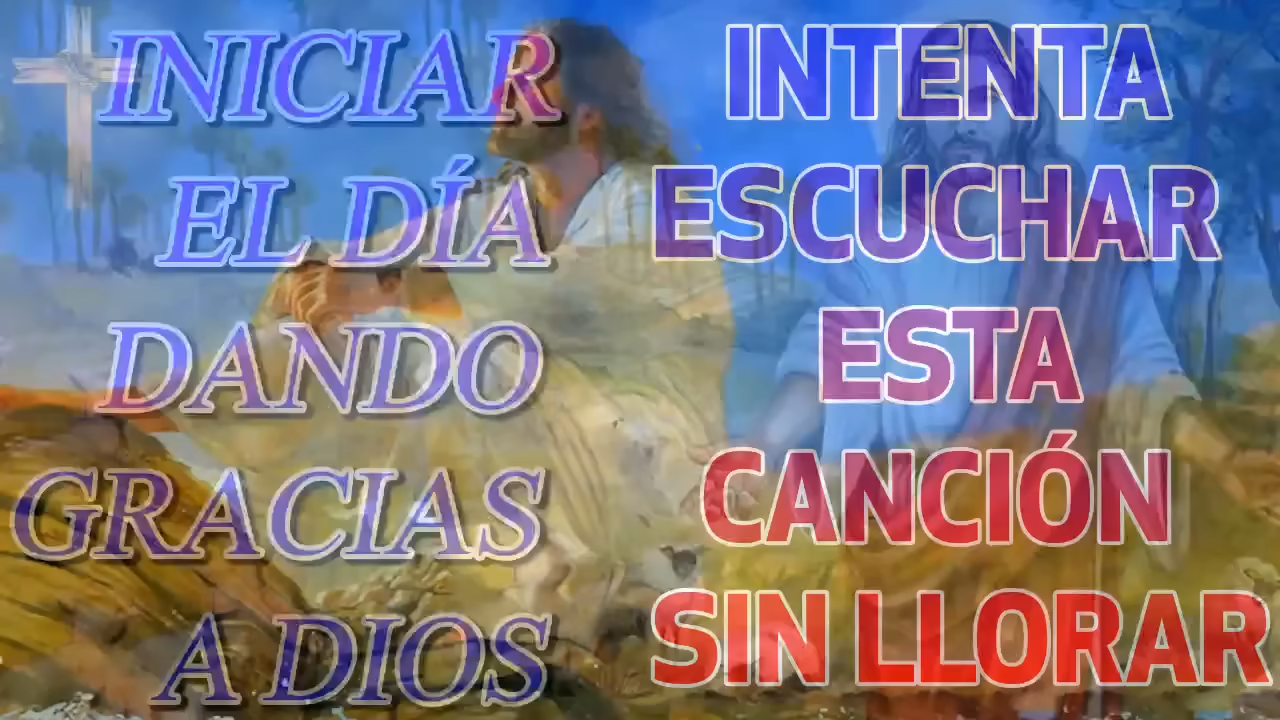 INICIAR
EL DÍA
DANDO
GRACIAS
A DIOS
INTENTA
ESCUCHAR
ESTA
CANCIÓN
SIN LLORAR